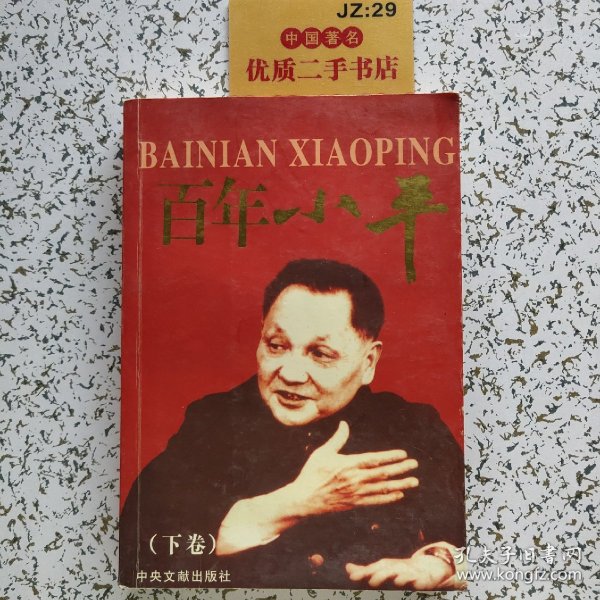 JZ:29
中国著名
优质二手书店
BAINIAN XIAOPING
百年小平
(下卷)
中央文献出版社
孔夫子旧书网
www.kongfz.com